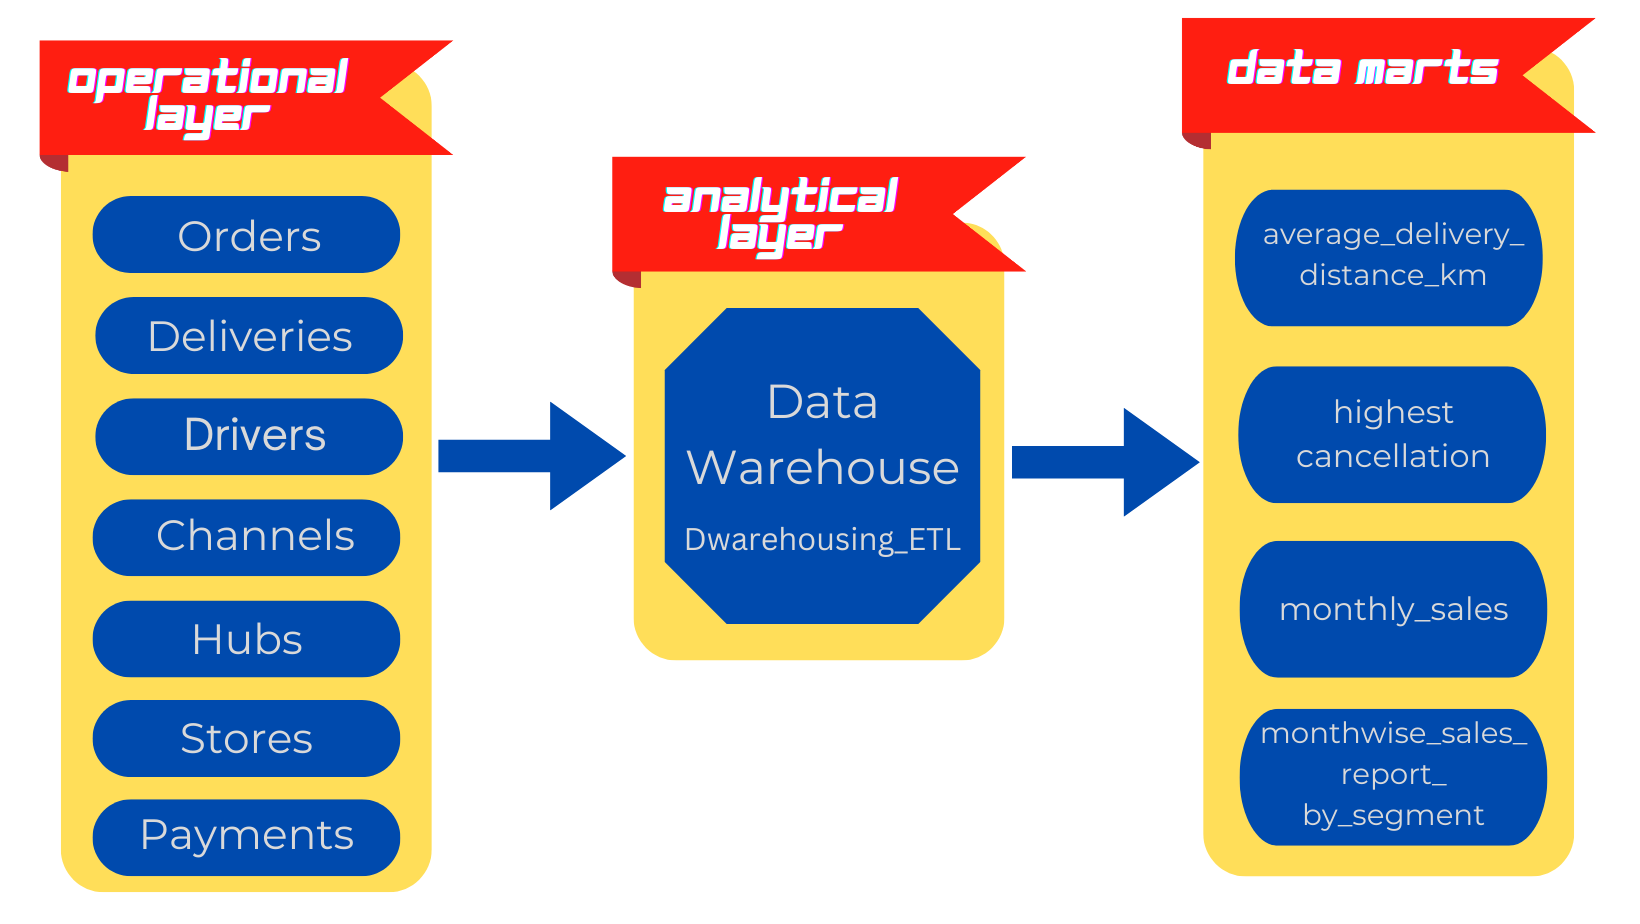 operational
layer
Orders
Deliveries
Drivers
Channels
Hubs
Stores
Payments
analytical
layer
Data
Warehouse
Dwarehousing_ETL
data marts
average_delivery_
distance_km
highest
cancellation
monthly_sales
monthwise_sales_
report_
by_segment